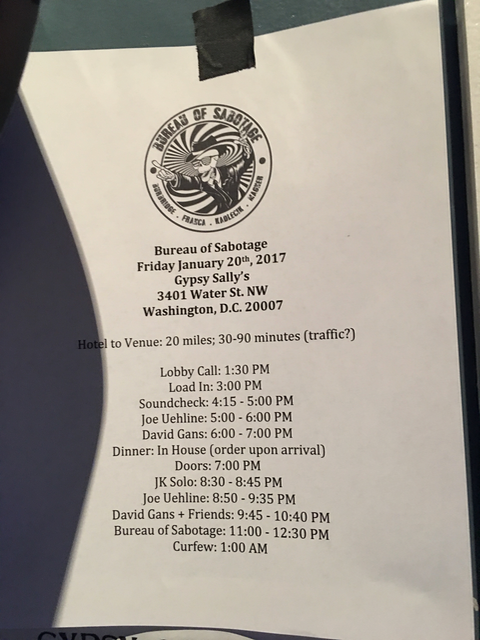 BUREAU OF SABOTAGE
BURBRIDGE . FRASCA . KADLECIK . KAHSER
Bureau of Sabotage
Friday January 20th, 2017
Gypsy Sally's
3401 Water St. NW
Washington, D.C. 20007
Hotel to Venue: 20 miles; 30-90 minutes (traffic?)
Lobby Call: 1:30 PM
Load In: 3:00 PM
Soundcheck: 4:15 - 5:00 PM
Joe Uehline: 5:00 - 6:00 PM
David Gans: 6:00 - 7:00 PM
Dinner: In House (order upon arrival)
Doors: 7:00 PM
JK Solo: 8:30 - 8:45 PM
Joe Uehline: 8:50 - 9:35 PM
David Gans + Friends: 9:45 - 10:40 PM
Bureau of Sabotage: 11:00 - 12:30 PM
Curfew: 1:00 AM
GYPSY